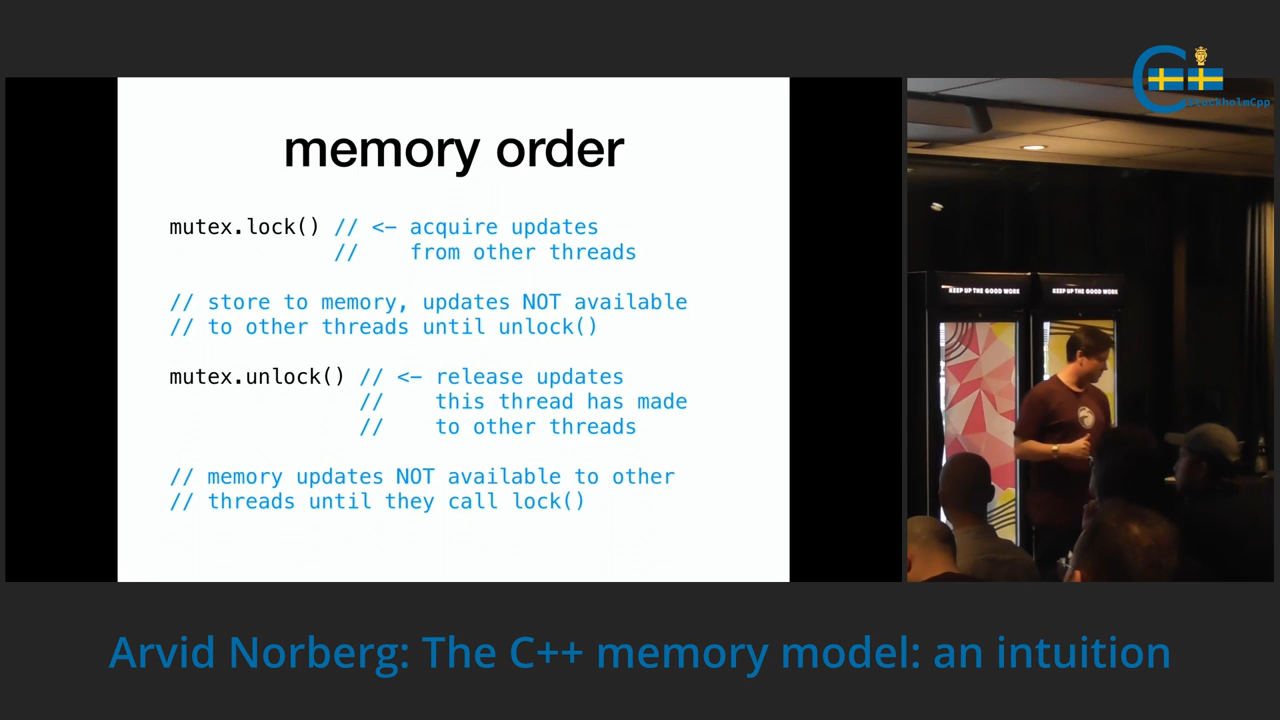 StockholmCpp
memory order
mutex.lock() // <- acquire updates
//    from other threads
// store to memory, updates NOT available
// to other threads until unlock()
mutex.unlock() // <- release updates
//    this thread has made
//    to other threads
// memory updates NOT available to other
// threads until they call lock()
KEEP UP THE GOOD WORK
KEEP UP THE GOOD WORK
Arvid Norberg: The C++ memory model: an intuition